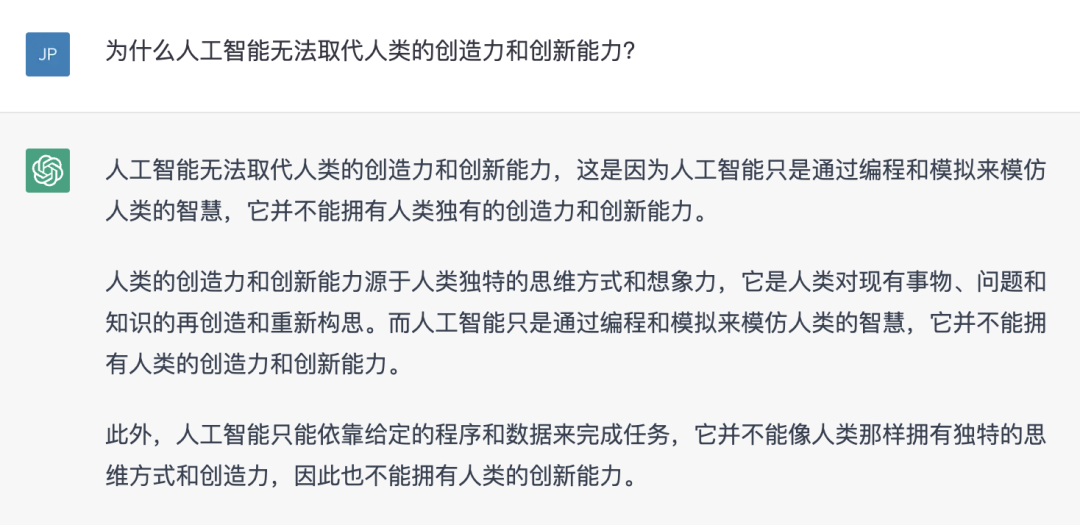 JP
为什么人工智能无法取代人类的创造力和创新能力?
人工智能无法取代人类的创造力和创新能力，这是因为人工智能只是通过编程和模拟来模仿
人类的智慧，它并不能拥有人类独有的创造力和创新能力。
人类的创造力和创新能力源于人类独特的思维方式和想象力，它是人类对现有事物、问题和
知识的再创造和重新构思。而人工智能只是通过编程和模拟来模仿人类的智慧，它并不能拥
有人类的创造力和创新能力。
此外，人工智能只能依靠给定的程序和数据来完成任务，它并不能像人类那样拥有独特的思
维方式和创造力，因此也不能拥有人类的创新能力。